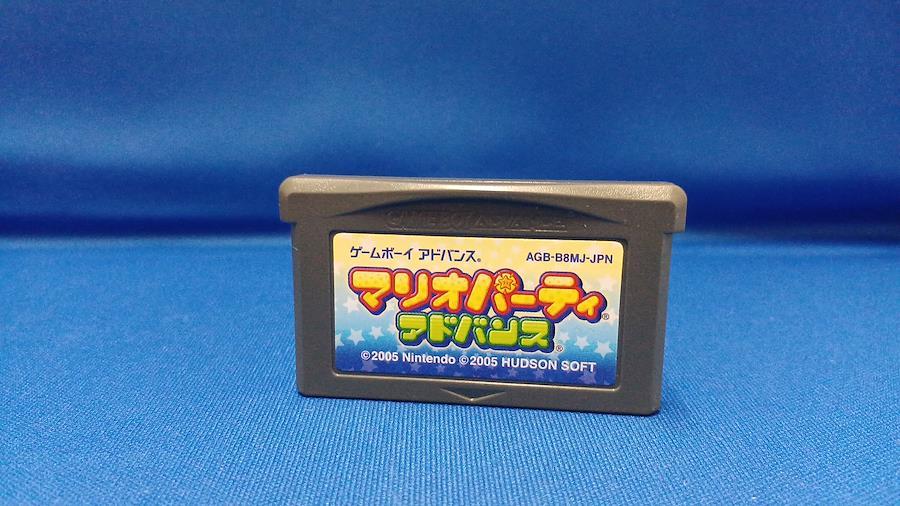 GAME BOY ADVANCE
ゲームボーイ アドバンス® AGB-B8MJ-JPN
マリオパーティ®
アドバンス®
©2005 Nintendo ©2005 HUDSON SOFT